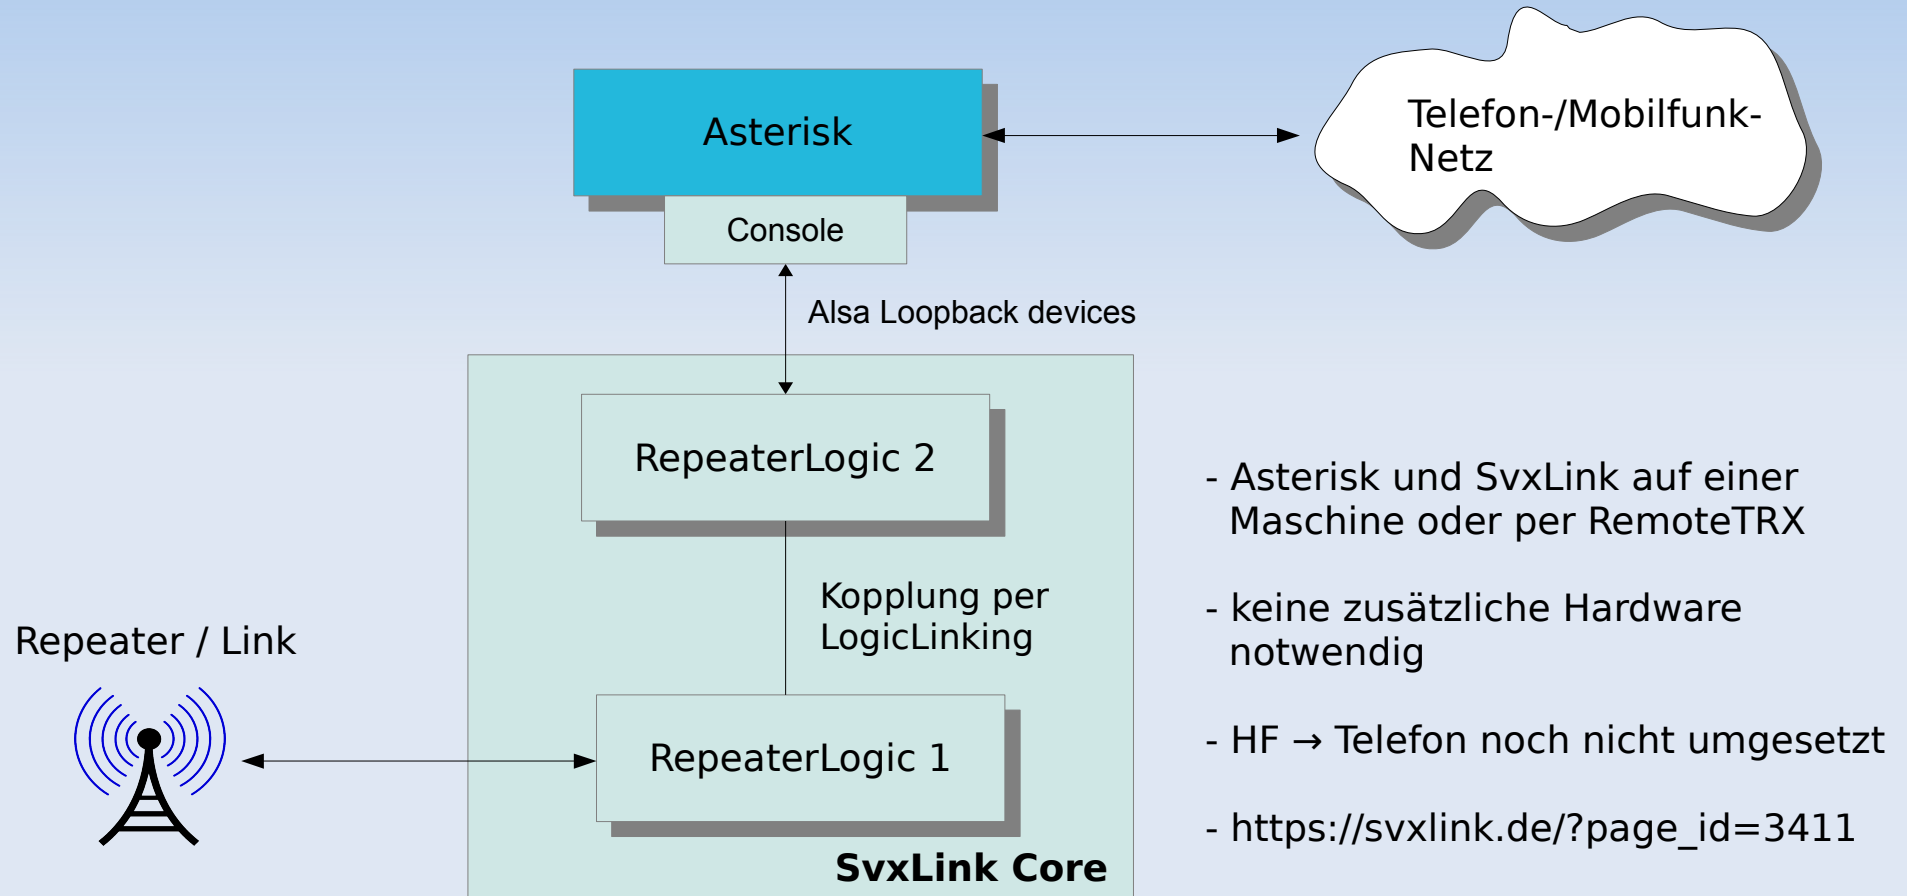 Asterisk
Telefon-/Mobilfunk-
Netz
Console
Alsa Loopback devices
RepeaterLogic 2
Kopplung per
LogicLinking
Repeater / Link
RepeaterLogic 1
SvxLink Core
- Asterisk und SvxLink auf einer
Maschine oder per RemoteTRX
- keine zusätzliche Hardware
notwendig
- HF → Telefon noch nicht umgesetzt
- https://svxlink.de/?page_id=3411